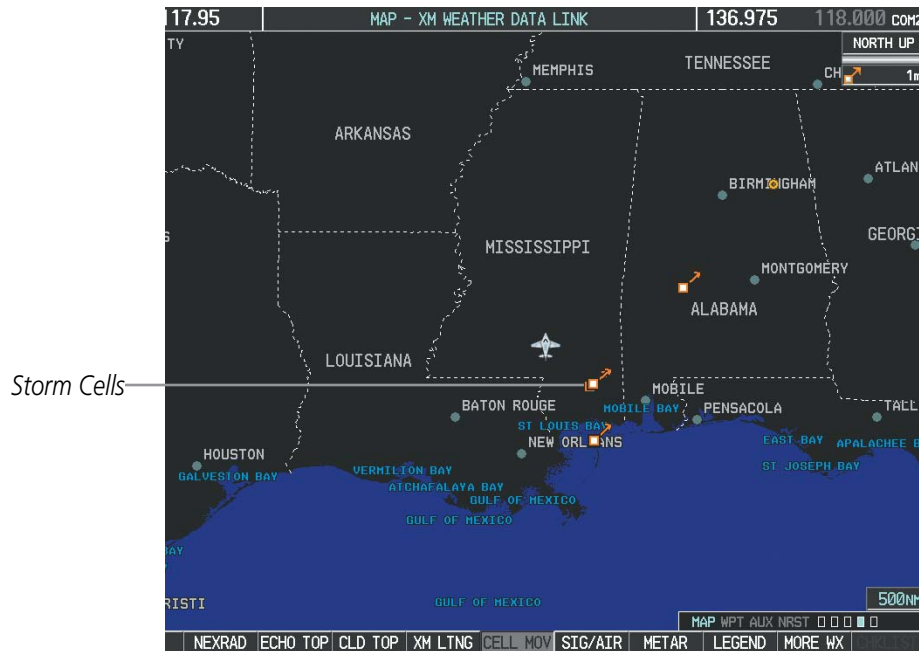 117.95 MAP - XM WEATHER DATA LINK 136.975 118.000 COM2
TY
NORTH UP
MEMPHIS
TENNESSEE
CH
1m
ARKANSAS
ATLAN
BIRMINGHAM
S
GEORGI
MISSISSIPPI
MONTGOMERY
ALABAMA
LOUISIANA
Storm Cells
MOBILE
BATON ROUGE
MOBILE BAY
PENSACOLA
TALL
ST LOUIS BAY
NEW ORLEANS
EAST BAY
APALACHEE B
HOUSTON
ST JOSEPH BAY
GALVESTON BAY
VERMILION BAY
ATCHAFALAYA BAY
GULF OF MEXICO
GULF OF MEXICO
BAY
RISTI
GULF OF MEXICO
500NM
MAP WPT AUX NRST
NEXRAD ECHO TOP CLD TOP XM LTNG CELL MOV SIG/AIR METAR LEGEND MORE WX CHKLIST